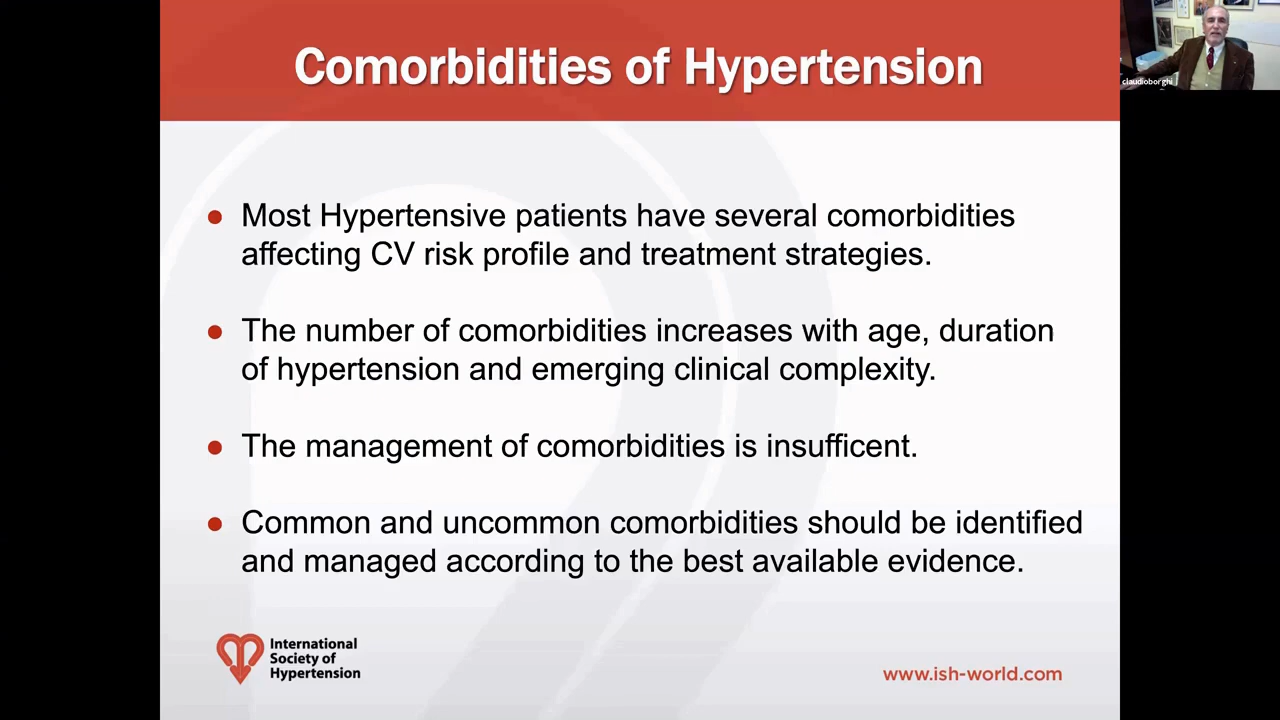 Comorbidities of Hypertension
claudioborghi
● Most Hypertensive patients have several comorbidities
affecting CV risk profile and treatment strategies.
● The number of comorbidities increases with age, duration
of hypertension and emerging clinical complexity.
● The management of comorbidities is insufficent.
● Common and uncommon comorbidities should be identified
and managed according to the best available evidence.
International
Society of
Hypertension
www.ish-world.com